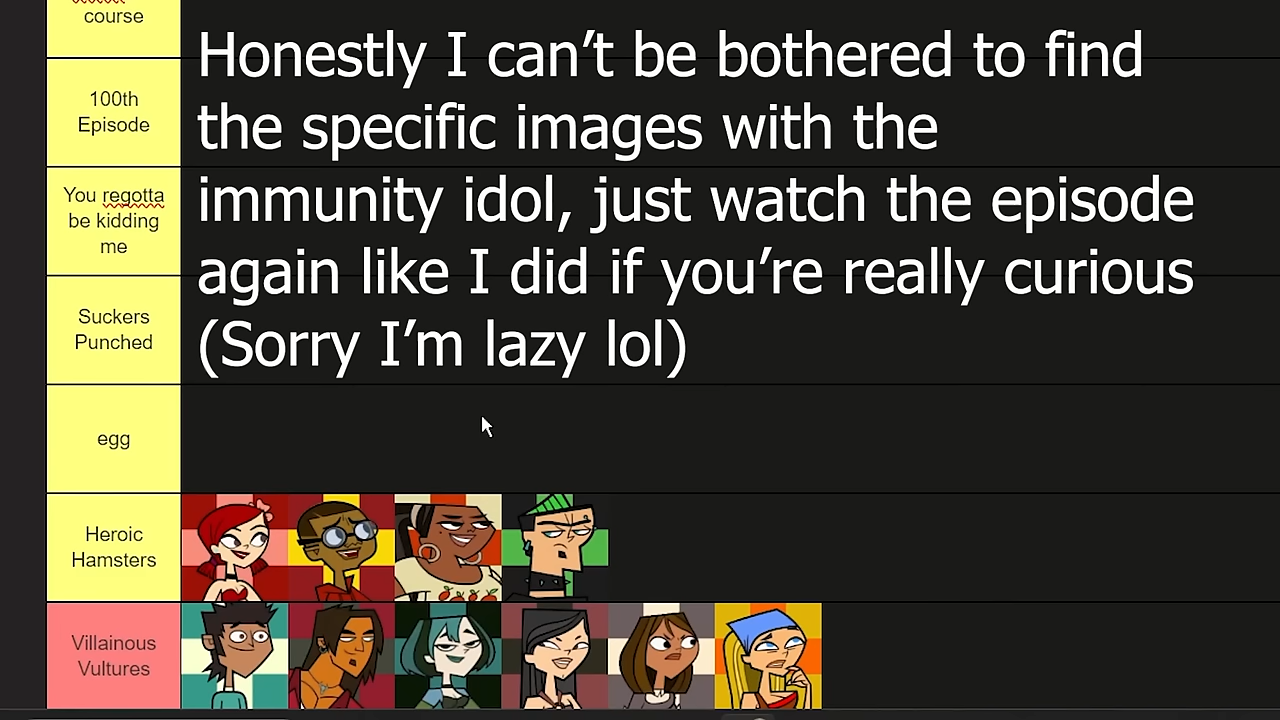 course
Honestly I can’t be bothered to find
the specific images with the
immunity idol, just watch the episode
again like I did if you’re really curious
(Sorry I’m lazy lol)
100th
Episode
You regotta
be kidding
me
Suckers
Punched
egg
Heroic
Hamsters
Villainous
Vultures